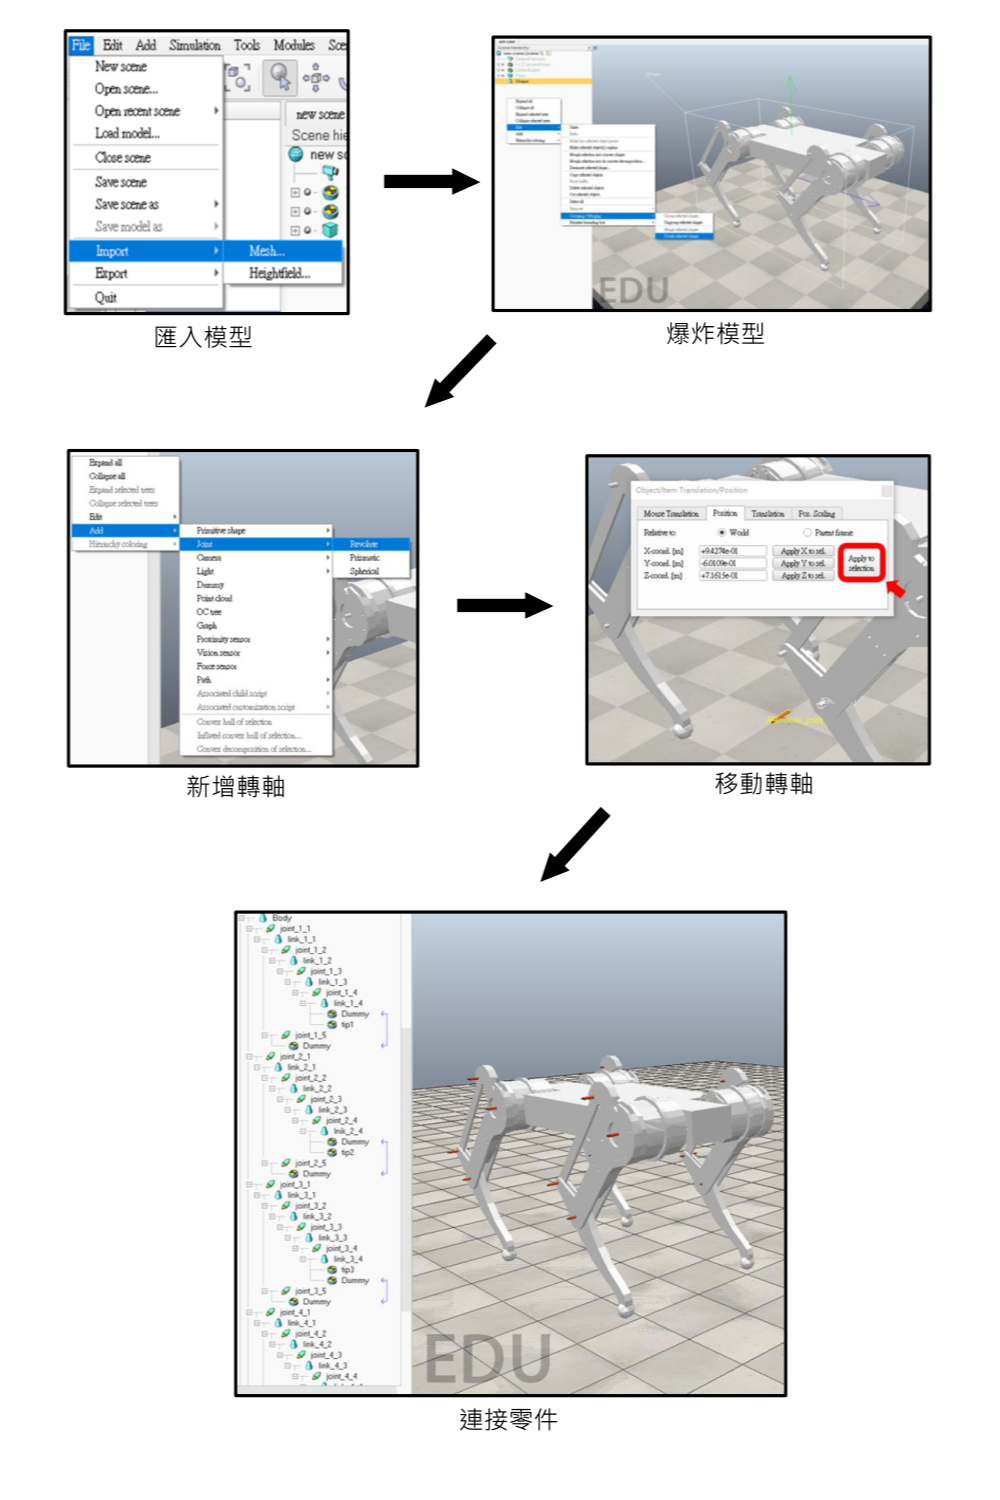 File Edit Add Simulation Tools Modules Sce
New scene
Open scene...
Open recent scene
Load model...
Close scene
Save scene
Save scene as
Save model as
Import
Export
Quit
Mesh...
Heightfield...
new scene
Scene hie
new sc
匯入模型
EDU
爆炸模型
Expand all
Collapse all
Expand selected trees
Collapse selected trees
Edit
Add
Hierarchy coloring
Primitive shape
Joint
Camera
Light
Dummy
Point cloud
OC tree
Graph
Proximity sensor
Vision sensor
Force sensor
Path
Associated child script
Associated customization script
Convex hull of selection
Inflated convex hull of selection...
Convex decomposition of selection...
Revolute
Prismatic
Spherical
新增轉軸
Object/Item Translation/Position
Mouse Translation Position Translation Pos. Scaling
Relative to: World Parent frame
X-coord. [m] +9.4274e-01 Apply X to sel.
Y-coord. [m] -6.0109e-01 Apply Y to sel.
Z-coord. [m] +7.1615e-01 Apply Z to sel.
Apply to
selection
移動轉軸
Body
joint_1_1
link_1_1
joint_1_2
link_1_2
joint_1_3
link_1_3
joint_1_4
link_1_4
Dummy
tip1
joint_1_5
Dummy
joint_2_1
link_2_1
joint_2_2
link_2_2
joint_2_3
link_2_3
joint_2_4
lnik_2_4
Dummy
tip2
joint_2_5
Dummy
joint_3_1
link_3_1
joint_3_2
link_3_2
joint_3_3
link_3_3
joint_3_4
link_3_4
tip3
Dummy
joint_3_5
Dummy
joint_4_1
link_4_1
joint_4_2
link_4_2
joint_4_3
link_4_3
joint_4_4
EDU
連接零件